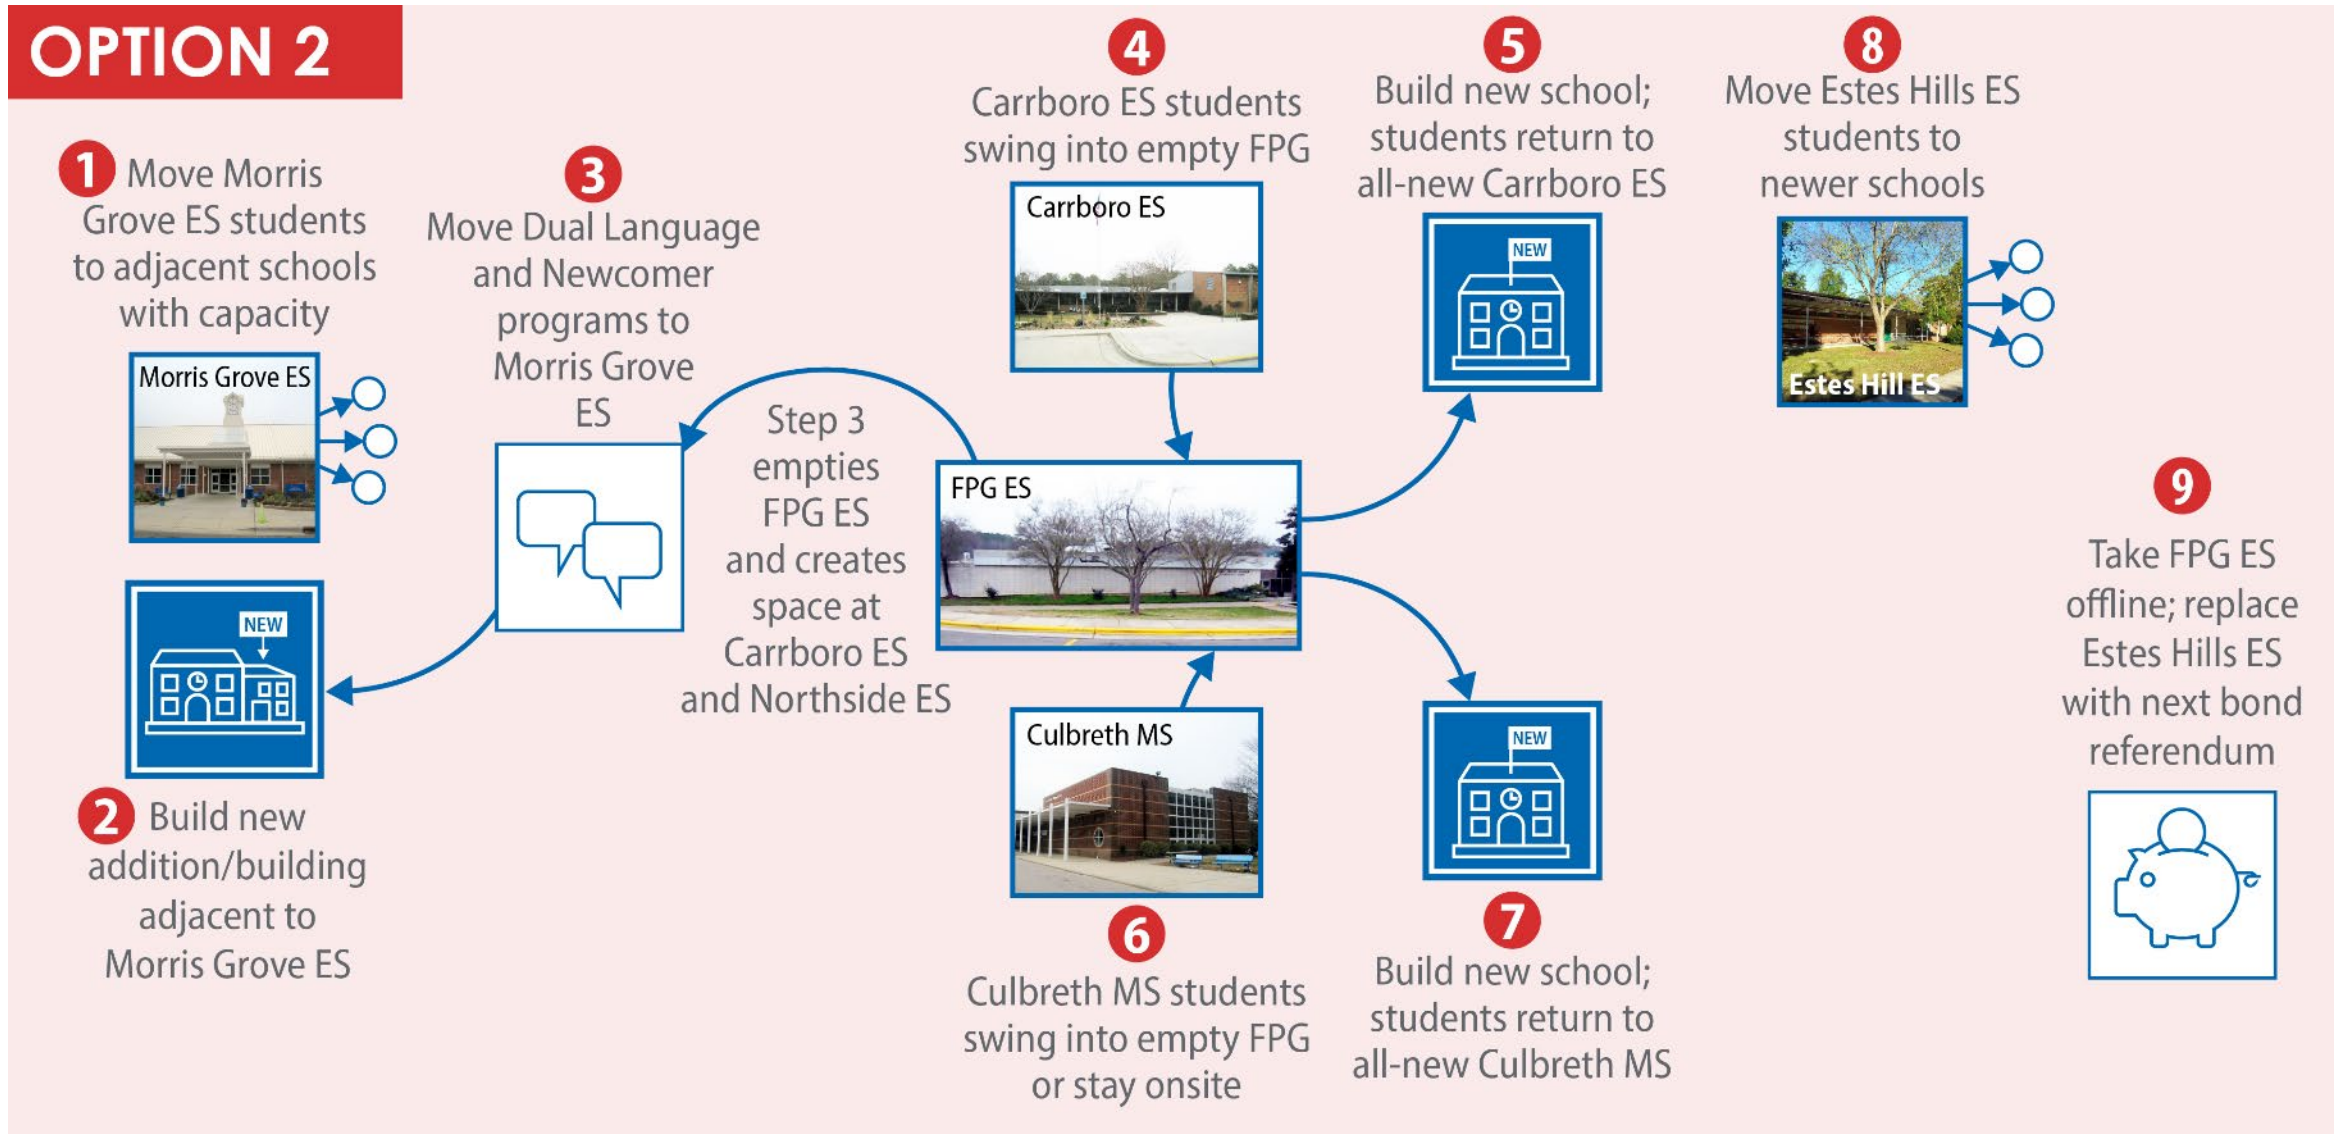 OPTION 2
1 Move Morris
Grove ES students
to adjacent schools
with capacity
Morris Grove ES
NEW
2 Build new
addition/building
adjacent to
Morris Grove ES
3
Move Dual Language
and Newcomer
programs to
Morris Grove
ES
Step 3
empties
FPG ES
and creates
space at
Carrboro ES
and Northside ES
4
Carrboro ES students
swing into empty FPG
Carrboro ES
FPG ES
5
Build new school;
students return to
all-new Carrboro ES
NEW
Culbreth MS
6
Culbreth MS students
swing into empty FPG
or stay onsite
NEW
7
Build new school;
students return to
all-new Culbreth MS
8
Move Estes Hills ES
students to
newer schools
Estes Hill ES
9
Take FPG ES
offline; replace
Estes Hills ES
with next bond
referendum